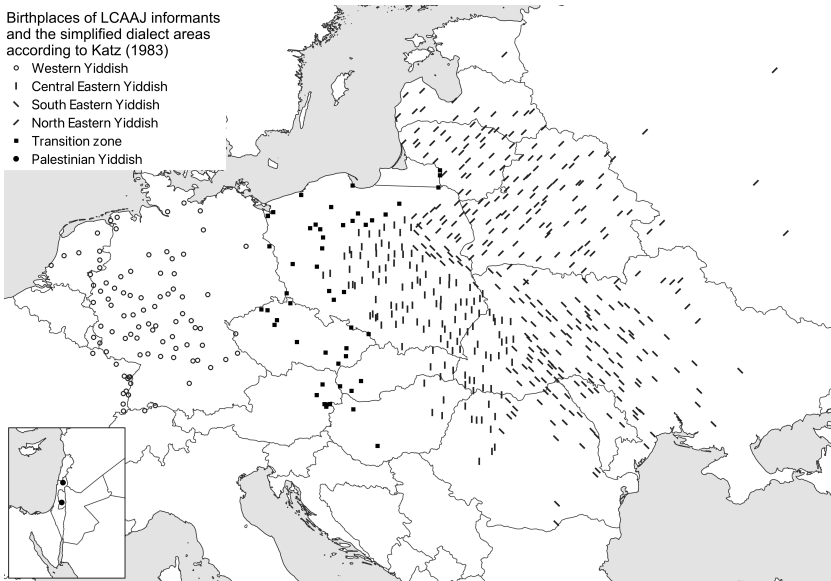 Birthplaces of LCAAJ informants
and the simplified dialect areas
according to Katz (1983)
Western Yiddish
Central Eastern Yiddish
South Eastern Yiddish
North Eastern Yiddish
Transition zone
Palestinian Yiddish